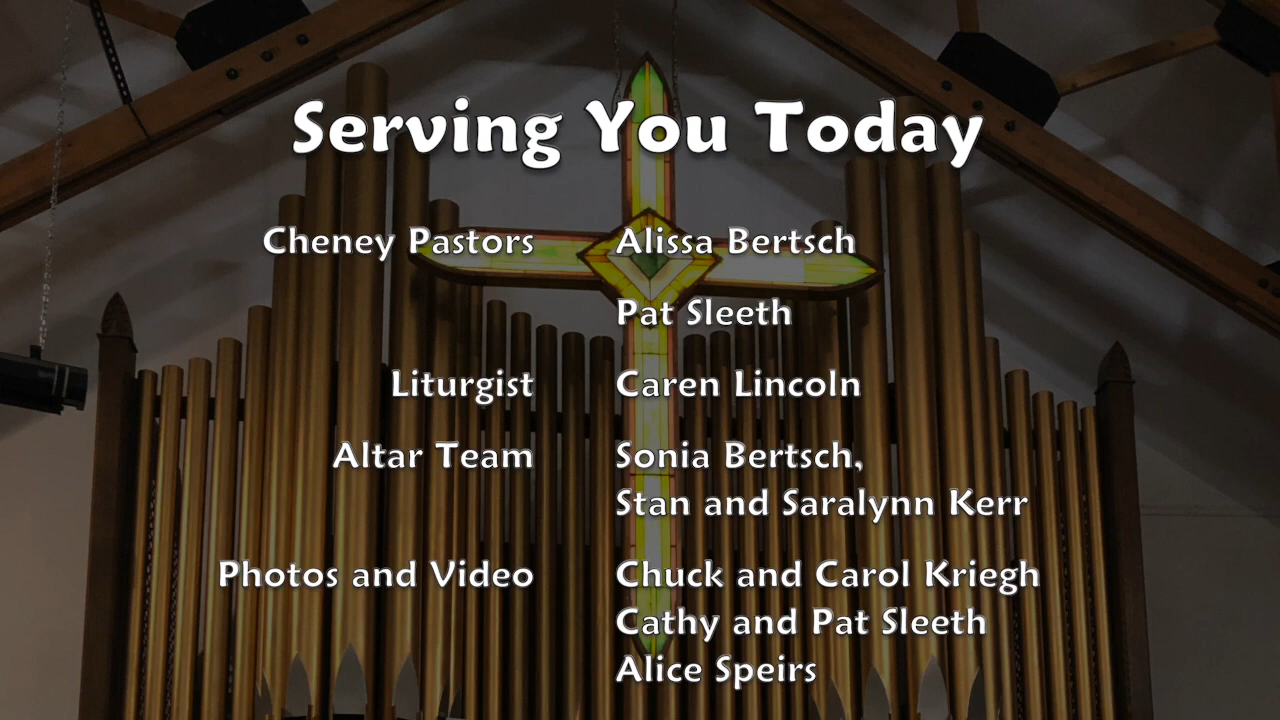 Serving You Today
Cheney Pastors Alissa Bertsch
Pat Sleeth
Liturgist Caren Lincoln
Altar Team Sonia Bertsch,
Stan and Saralynn Kerr
Photos and Video Chuck and Carol Kriegh
Cathy and Pat Sleeth
Alice Speirs